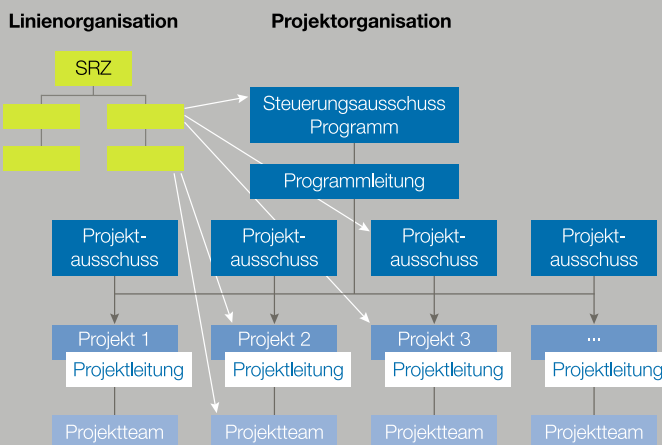 Linienorganisation
Projektorganisation
SRZ
Steuerungsausschuss
Programm
Programmleitung
Projekt-
ausschuss
Projekt-
ausschuss
Projekt-
ausschuss
Projekt-
ausschuss
Projekt 1
Projekt 2
Projekt 3
...
Projektleitung
Projektleitung
Projektleitung
Projektleitung
Projektteam
Projektteam
Projektteam
Projektteam